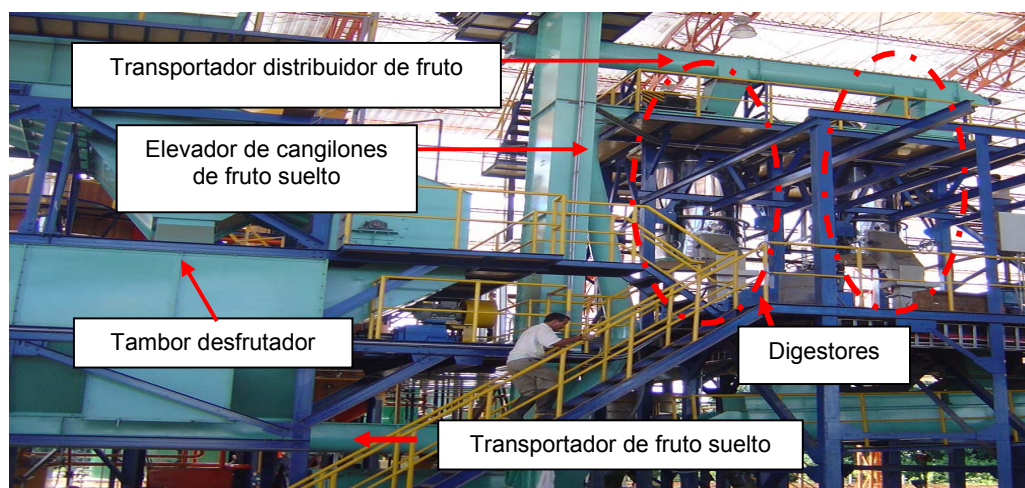 Transportador distribuidor de fruto
Elevador de cangilones
de fruto suelto
Tambor desfrutador
Digestores
Transportador de fruto suelto